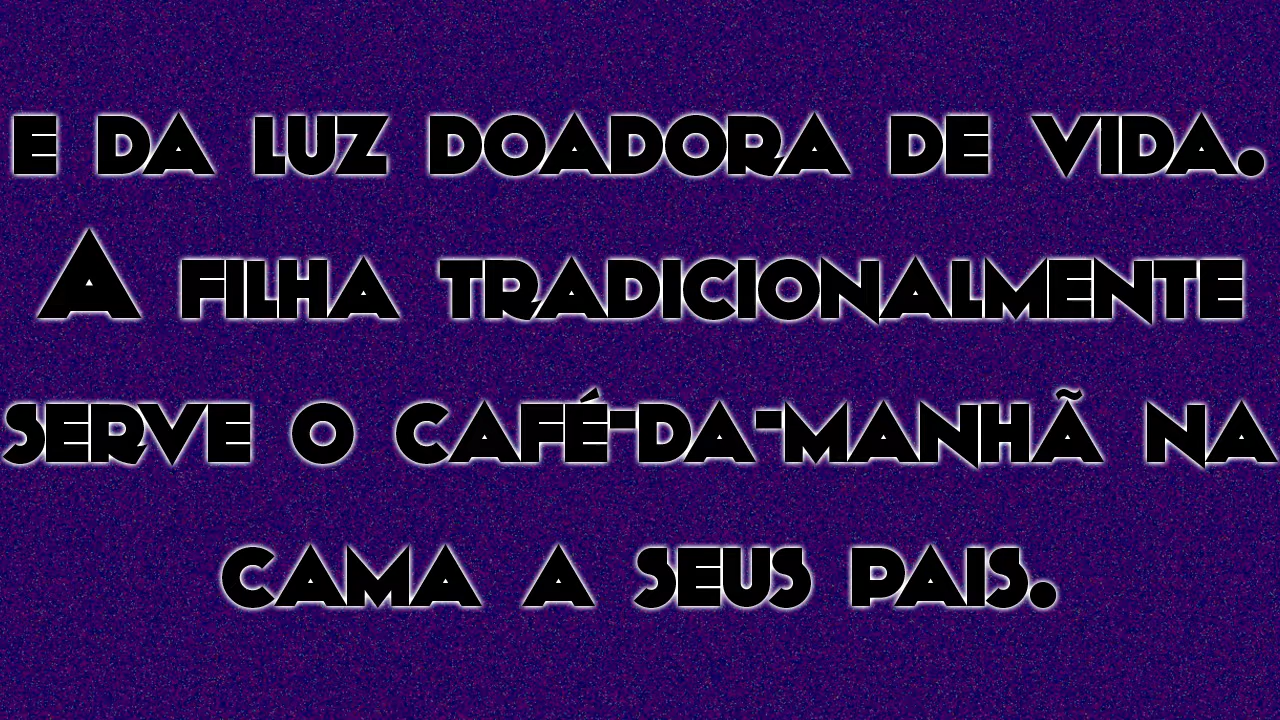 e da luz doadora de vida.
A filha tradicionalmente
serve o café-da-manhã na
cama a seus pais.